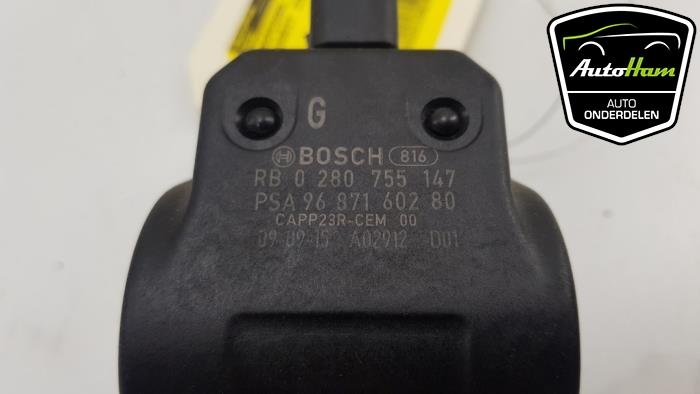 AutoHam
AUTO
ONDERDELEN
G
BOSCH 816
RB 0 280 755 147
PSA 96 871 602 80
CAPP23R-CEM 00
09-09-15 A02912 D01